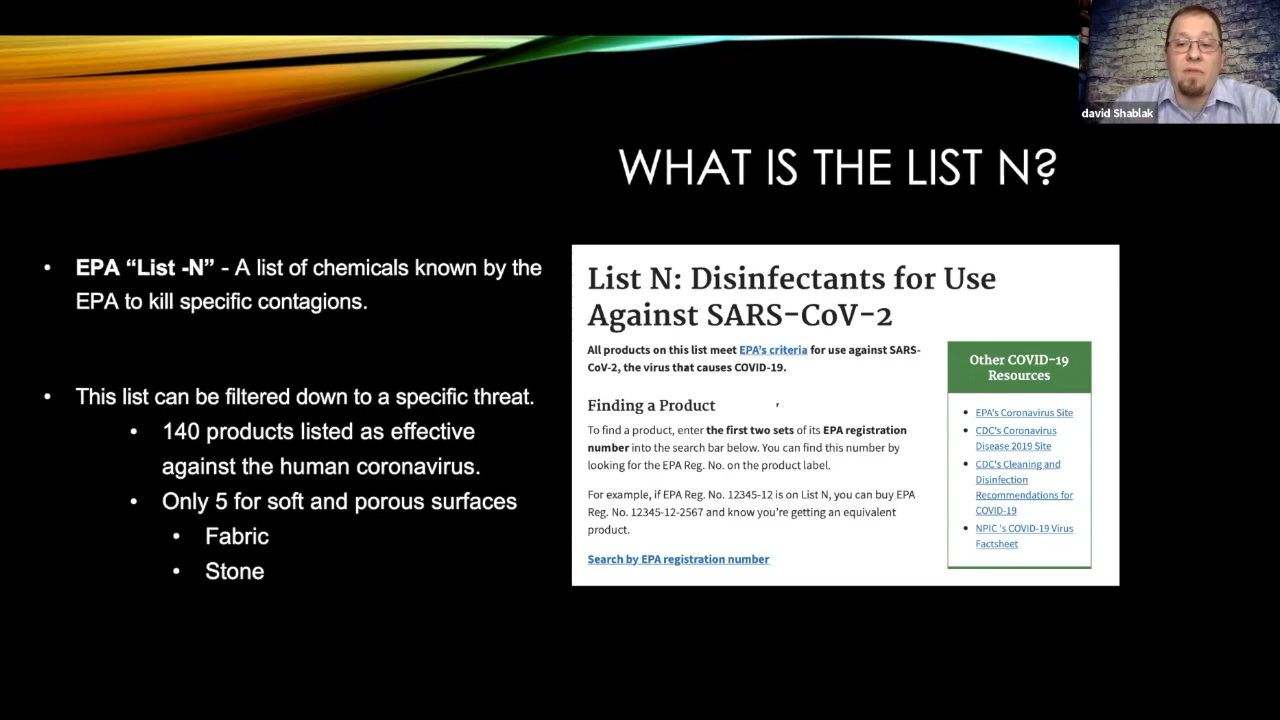 david Shablak
WHAT IS THE LIST N?
• EPA “List -N” - A list of chemicals known by the
EPA to kill specific contagions.
• This list can be filtered down to a specific threat.
• 140 products listed as effective
against the human coronavirus.
• Only 5 for soft and porous surfaces
• Fabric
• Stone
List N: Disinfectants for Use
Against SARS-CoV-2
All products on this list meet EPA's criteria for use against SARS-
CoV-2, the virus that causes COVID-19.
Finding a Product
To find a product, enter the first two sets of its EPA registration
number into the search bar below. You can find this number by
looking for the EPA Reg. No. on the product label.
For example, if EPA Reg. No. 12345-12 is on List N, you can buy EPA
Reg. No. 12345-12-2567 and know you're getting an equivalent
product.
Search by EPA registration number
Other COVID-19
Resources
• EPA's Coronavirus Site
• CDC's Coronavirus
Disease 2019 Site
• CDC's Cleaning and
Disinfection
Recommendations for
COVID-19
• NPIC 's COVID-19 Virus
Factsheet